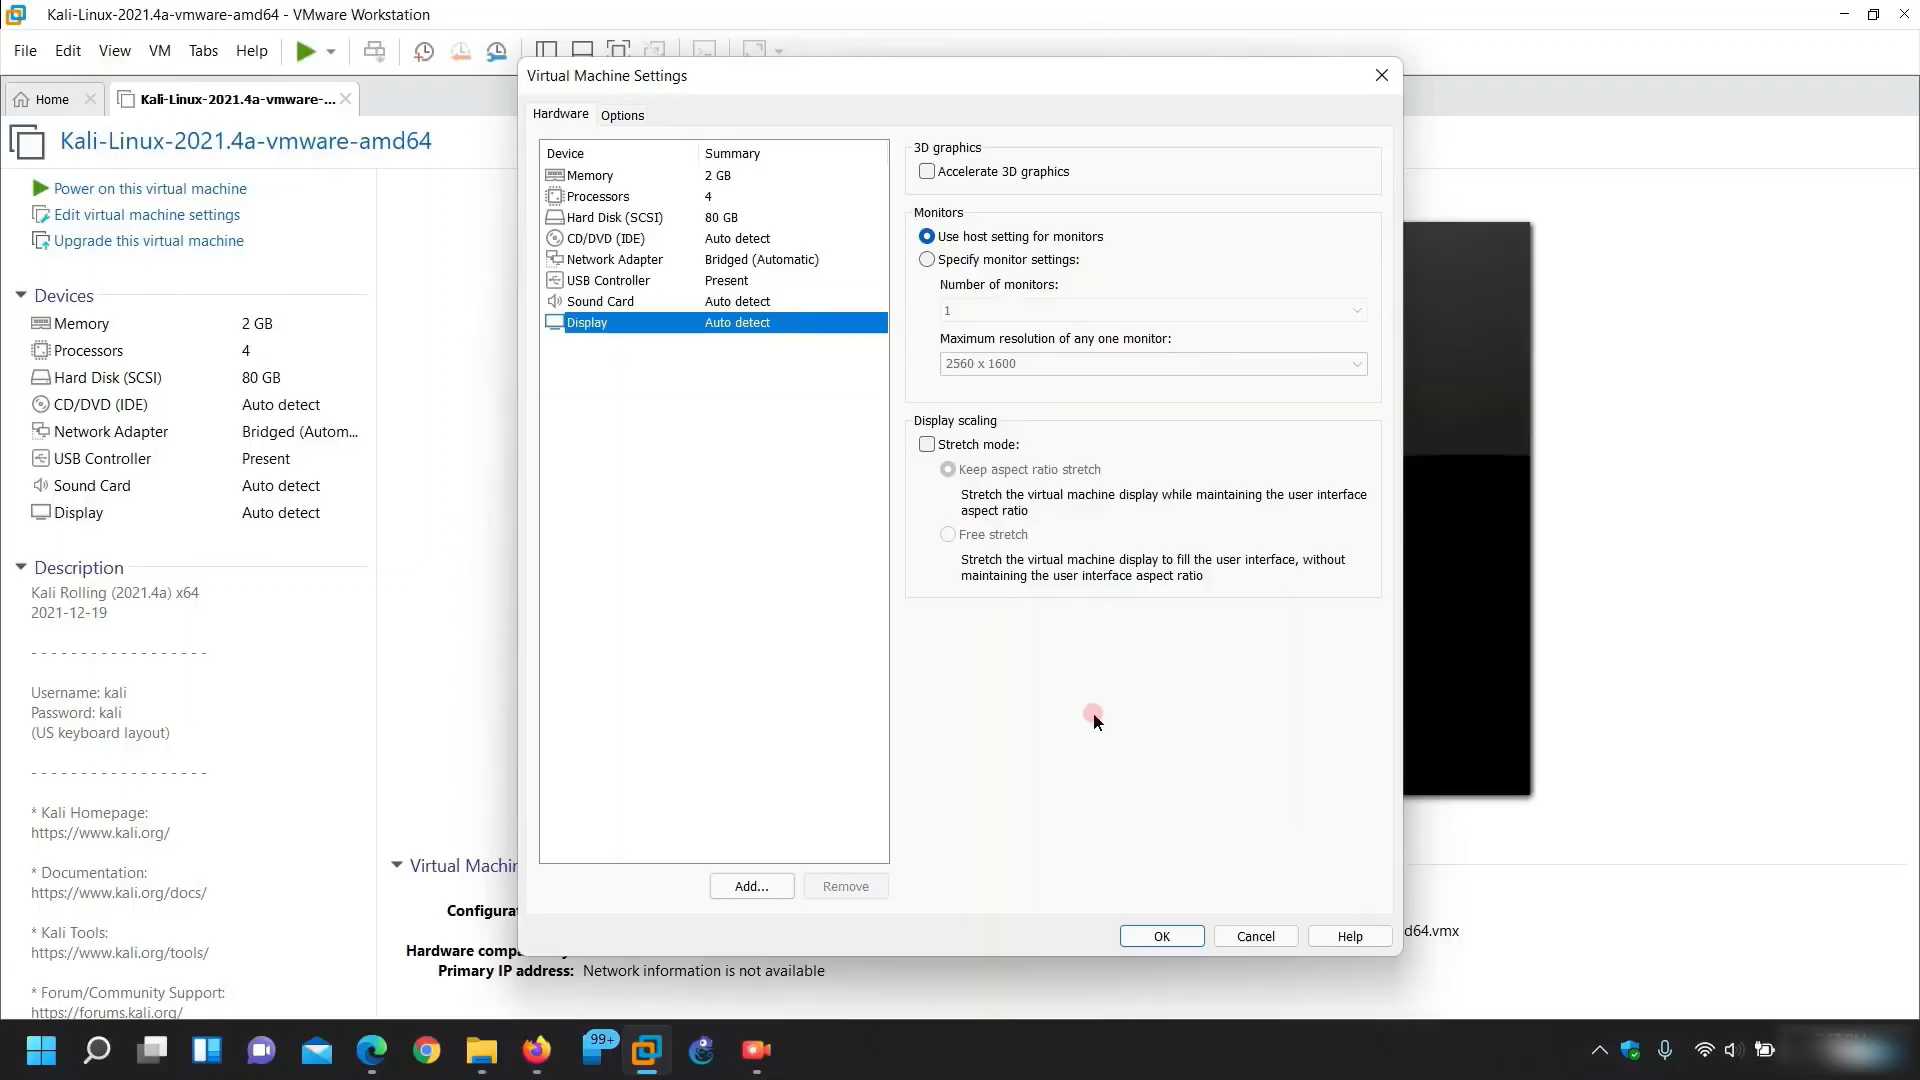 Kali-Linux-2021.4a-vmware-amd64 - VMware Workstation
File Edit View VM Tabs Help
Home
Kali-Linux-2021.4a-vmware-...
Kali-Linux-2021.4a-vmware-amd64
Power on this virtual machine
Edit virtual machine settings
Upgrade this virtual machine
Devices
Memory 2 GB
Processors 4
Hard Disk (SCSI) 80 GB
CD/DVD (IDE) Auto detect
Network Adapter Bridged (Autom...
USB Controller Present
Sound Card Auto detect
Display Auto detect
Description
Kali Rolling (2021.4a) x64
2021-12-19
- - - - - - - - - - - - - - - - - -
Username: kali
Password: kali
(US keyboard layout)
- - - - - - - - - - - - - - - - - -
* Kali Homepage:
https://www.kali.org/
* Documentation:
https://www.kali.org/docs/
* Kali Tools:
https://www.kali.org/tools/
* Forum/Community Support:
https://forums.kali.org/
Virtual Machin
Configura
d64.vmx
Hardware comp
Primary IP address: Network information is not available
Virtual Machine Settings
Hardware Options
Device Summary
Memory 2 GB
Processors 4
Hard Disk (SCSI) 80 GB
CD/DVD (IDE) Auto detect
Network Adapter Bridged (Automatic)
USB Controller Present
Sound Card Auto detect
Display Auto detect
Add... Remove
3D graphics
Accelerate 3D graphics
Monitors
Use host setting for monitors
Specify monitor settings:
Number of monitors:
1
Maximum resolution of any one monitor:
2560 x 1600
Display scaling
Stretch mode:
Keep aspect ratio stretch
Stretch the virtual machine display while maintaining the user interface
aspect ratio
Free stretch
Stretch the virtual machine display to fill the user interface, without
maintaining the user interface aspect ratio
OK Cancel Help
99+